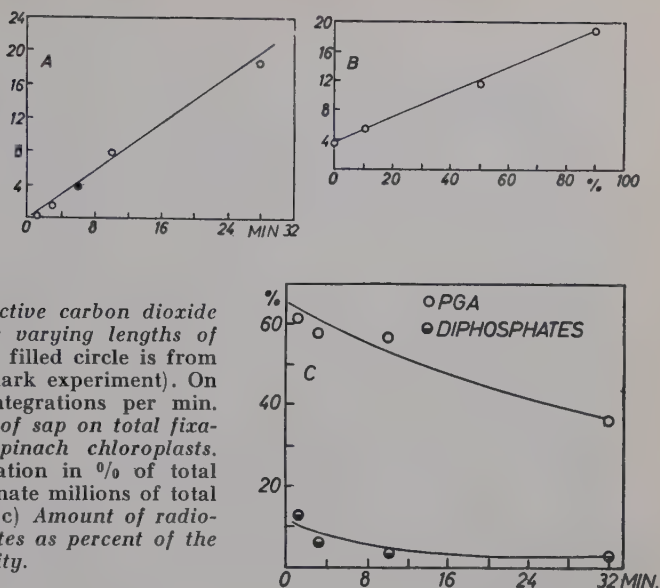 24
20
16
12
8
4
A
0 8 16 24 MIN 32
20
16
12
8
4
B
0 20 40 60 80 % 100
ctive carbon dioxide
varying lengths of
filled circle is from
ark experiment). On
ntegrations per min.
of sap on total fixa-
pinach chloroplasts.
ation in % of total
nate millions of total
c) Amount of radio-
tes as percent of the
ity.
%
60
40
20
C
PGA
DIPHOSPHATES
0 8 16 24 32 MIN.